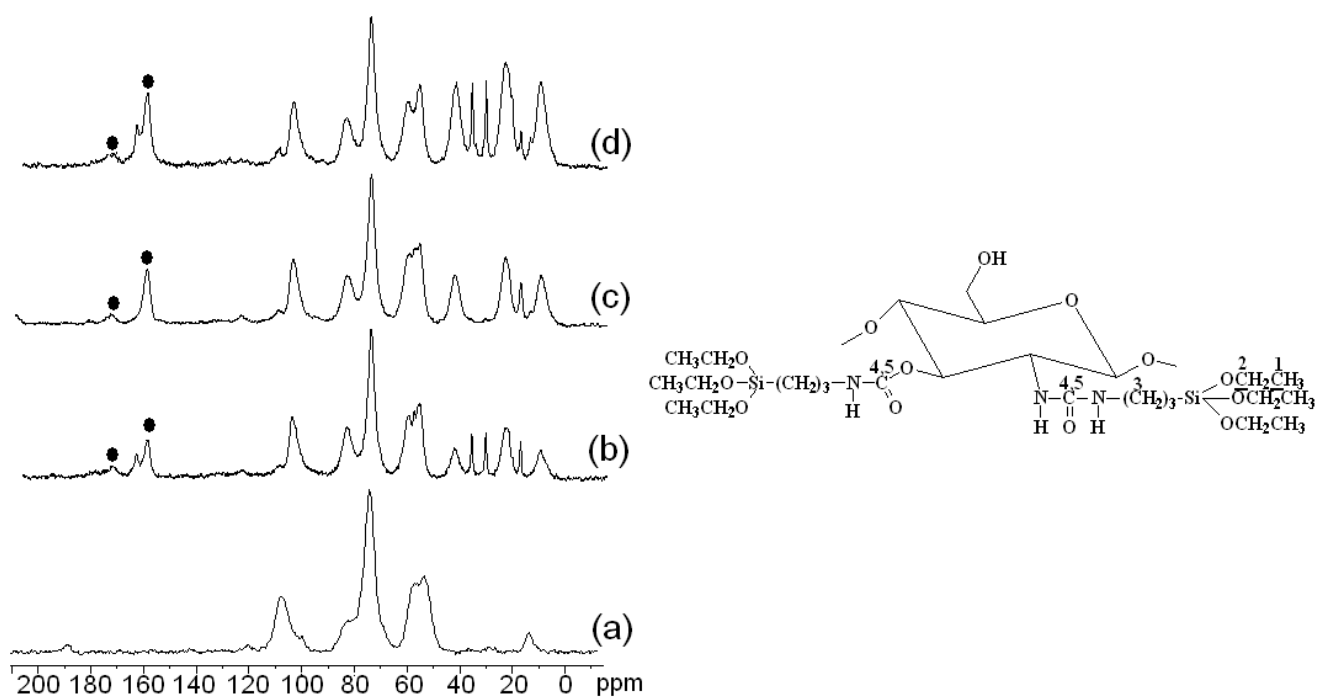 (d)
(c)
(b)
(a)
200 180 160 140 120 100 80 60 40 20 0 ppm
OH
O
O
O
CH₃CH₂O
CH₃CH₂O-Si-(CH₂)₃-N-C-O
CH₃CH₂O
4,5
H
O
4,5
3
2
1
N-C-N-(CH₂)₃-Si
H
O
H
OCH₂CH₃
OCH₂CH₃
OCH₂CH₃